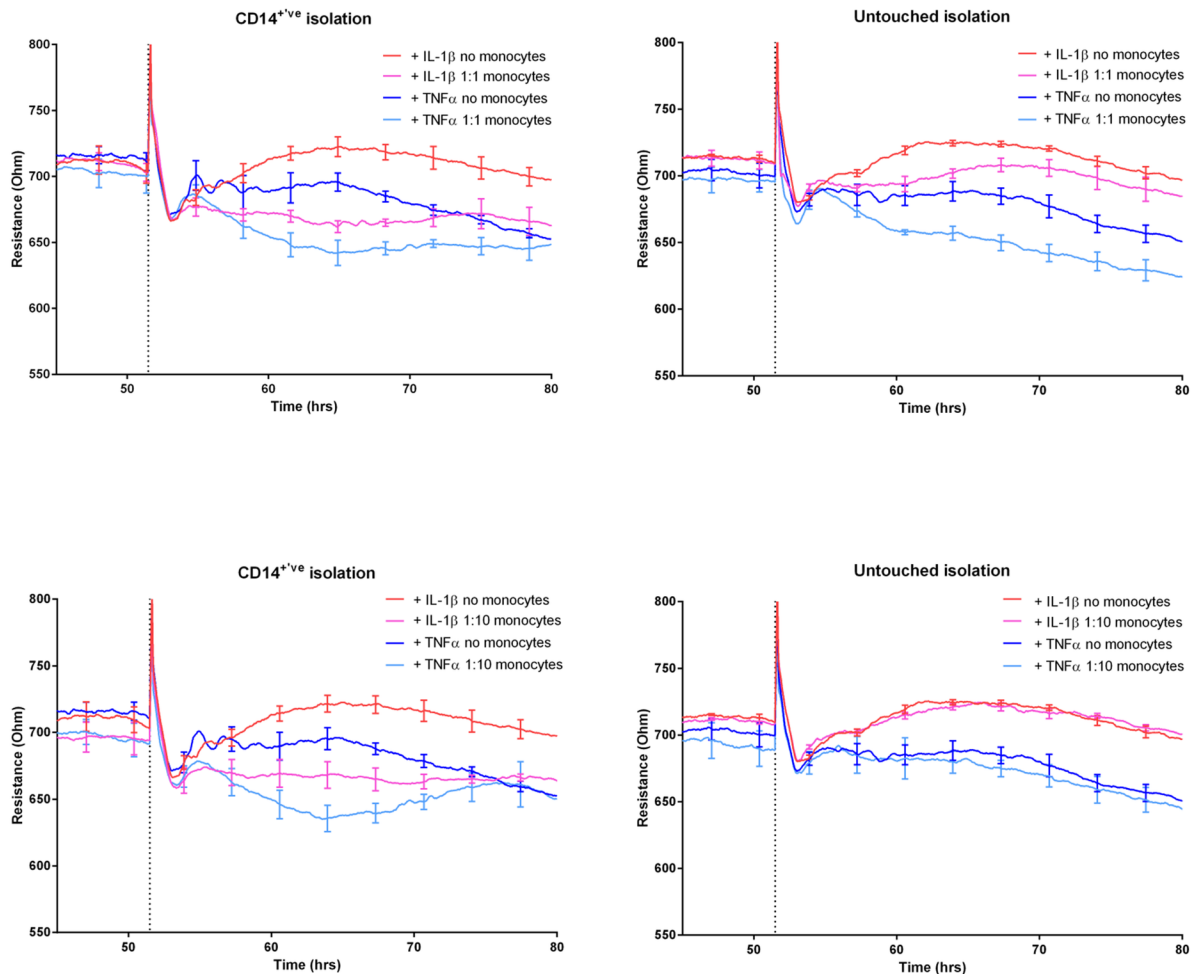 CD14+'ve isolation
+ IL-1β no monocytes
+ IL-1β 1:1 monocytes
+ TNFα no monocytes
+ TNFα 1:1 monocytes
800
750
700
650
600
550
Resistance (Ohm)
50
60
70
80
Time (hrs)
Untouched isolation
+ IL-1β no monocytes
+ IL-1β 1:1 monocytes
+ TNFα no monocytes
+ TNFα 1:1 monocytes
800
750
700
650
600
550
Resistance (Ohm)
50
60
70
80
Time (hrs)
CD14+'ve isolation
+ IL-1β no monocytes
+ IL-1β 1:10 monocytes
+ TNFα no monocytes
+ TNFα 1:10 monocytes
800
750
700
650
600
550
Resistance (Ohm)
50
60
70
80
Time (hrs)
Untouched isolation
+ IL-1β no monocytes
+ IL-1β 1:10 monocytes
+ TNFα no monocytes
+ TNFα 1:10 monocytes
800
750
700
650
600
550
Resistance (Ohm)
50
60
70
80
Time (hrs)